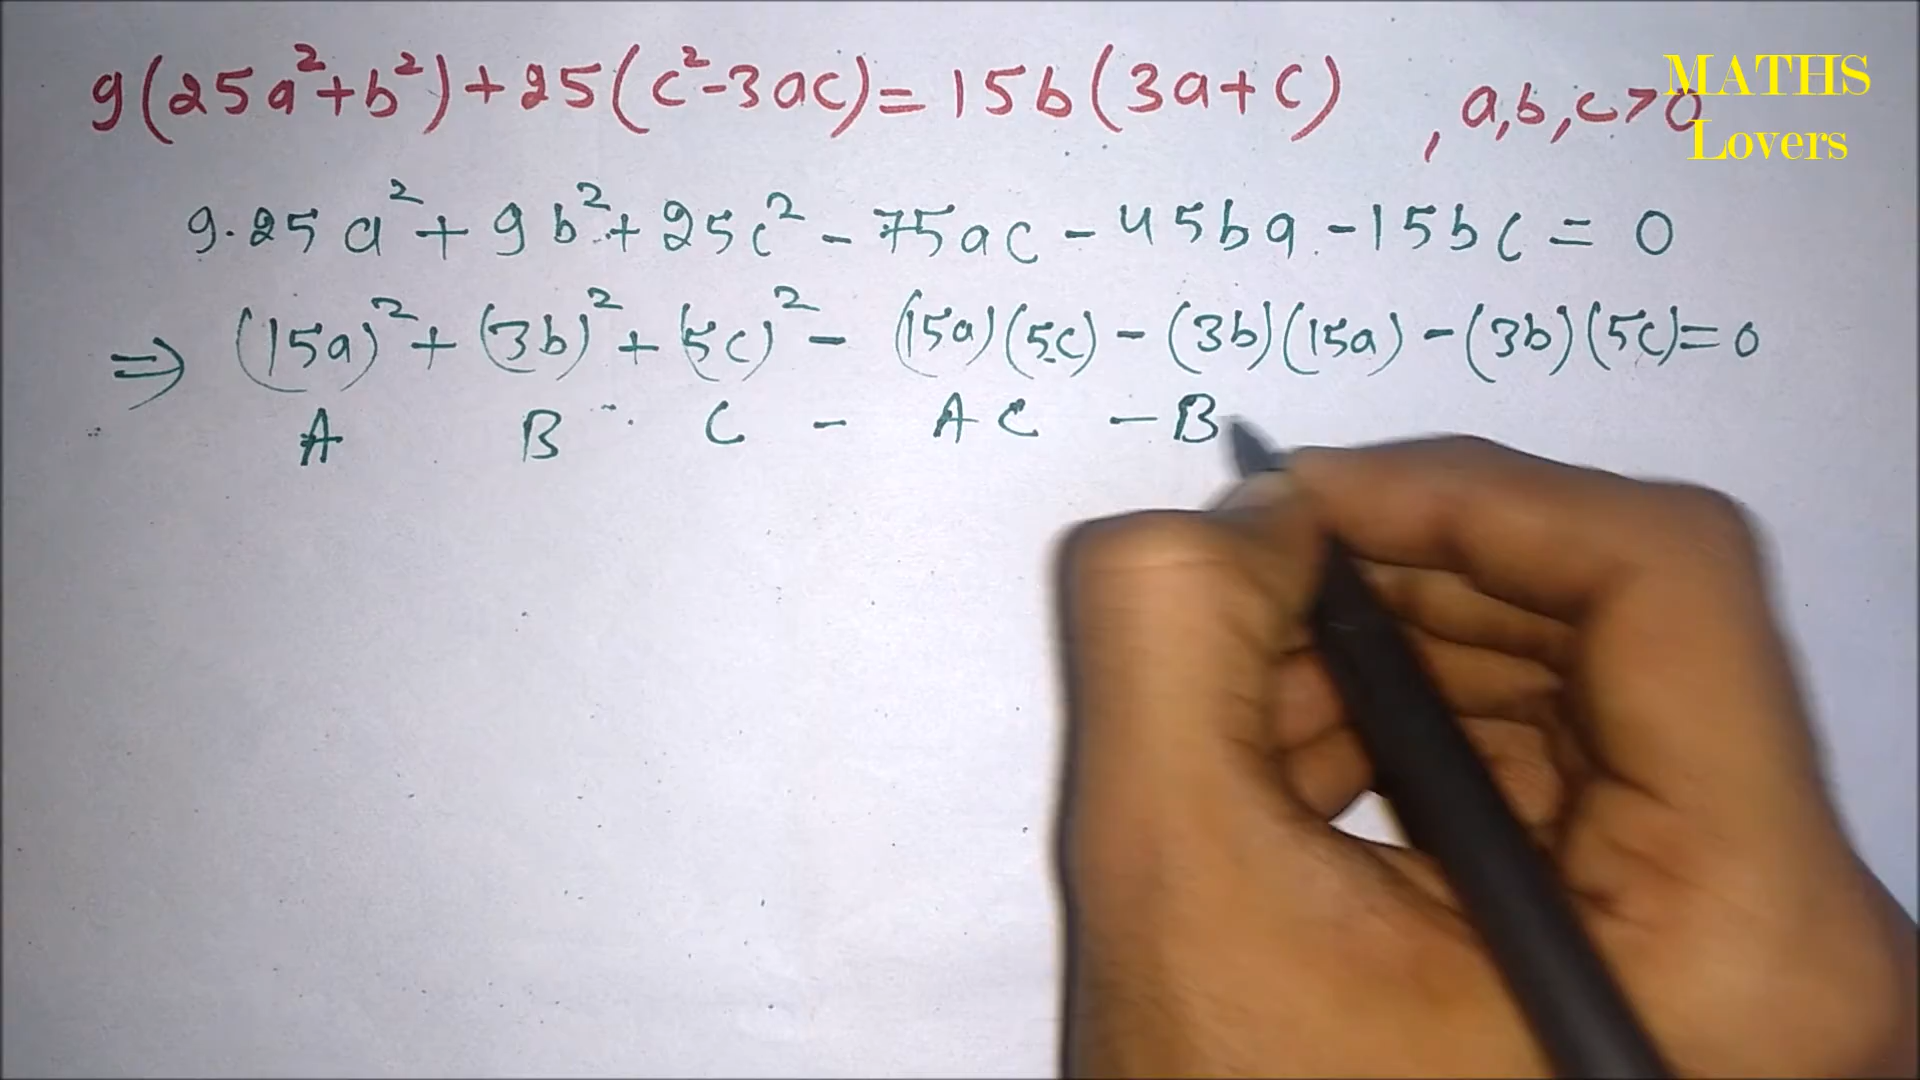 9(25a²+b²)+25(c²-3ac)=15b(3a+c) , a,b,c>0
MATHS
Lovers
9.25a²+9b²+25c²-75ac-45ba-15bc=0
⇒ (15a)²+(3b)²+(5c)²-(15a)(5c)-(3b)(15a)-(3b)(5c)=0
A B C - AC - B